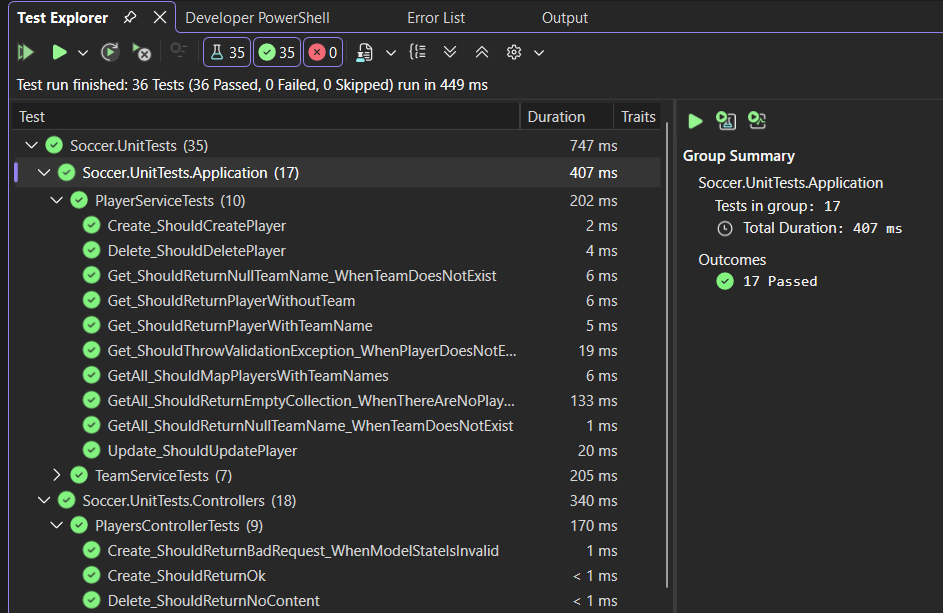 Test Explorer Developer PowerShell Error List Output
35 35 0
Test run finished: 36 Tests (36 Passed, 0 Failed, 0 Skipped) run in 449 ms
Test Duration Traits
Soccer.UnitTests (35) 747 ms
Soccer.UnitTests.Application (17) 407 ms
PlayerServiceTests (10) 202 ms
Create_ShouldCreatePlayer 2 ms
Delete_ShouldDeletePlayer 4 ms
Get_ShouldReturnNullTeamName_WhenTeamDoesNotExist 6 ms
Get_ShouldReturnPlayerWithoutTeam 6 ms
Get_ShouldReturnPlayerWithTeamName 5 ms
Get_ShouldThrowValidationException_WhenPlayerDoesNotE... 19 ms
GetAll_ShouldMapPlayersWithTeamNames 6 ms
GetAll_ShouldReturnEmptyCollection_WhenThereAreNoPlay... 133 ms
GetAll_ShouldReturnNullTeamName_WhenTeamDoesNotExist 1 ms
Update_ShouldUpdatePlayer 20 ms
TeamServiceTests (7) 205 ms
Soccer.UnitTests.Controllers (18) 340 ms
PlayersControllerTests (9) 170 ms
Create_ShouldReturnBadRequest_WhenModelStateIsInvalid 1 ms
Create_ShouldReturnOk < 1 ms
Delete_ShouldReturnNoContent < 1 ms
Group Summary
Soccer.UnitTests.Application
Tests in group: 17
Total Duration: 407 ms
Outcomes
17 Passed